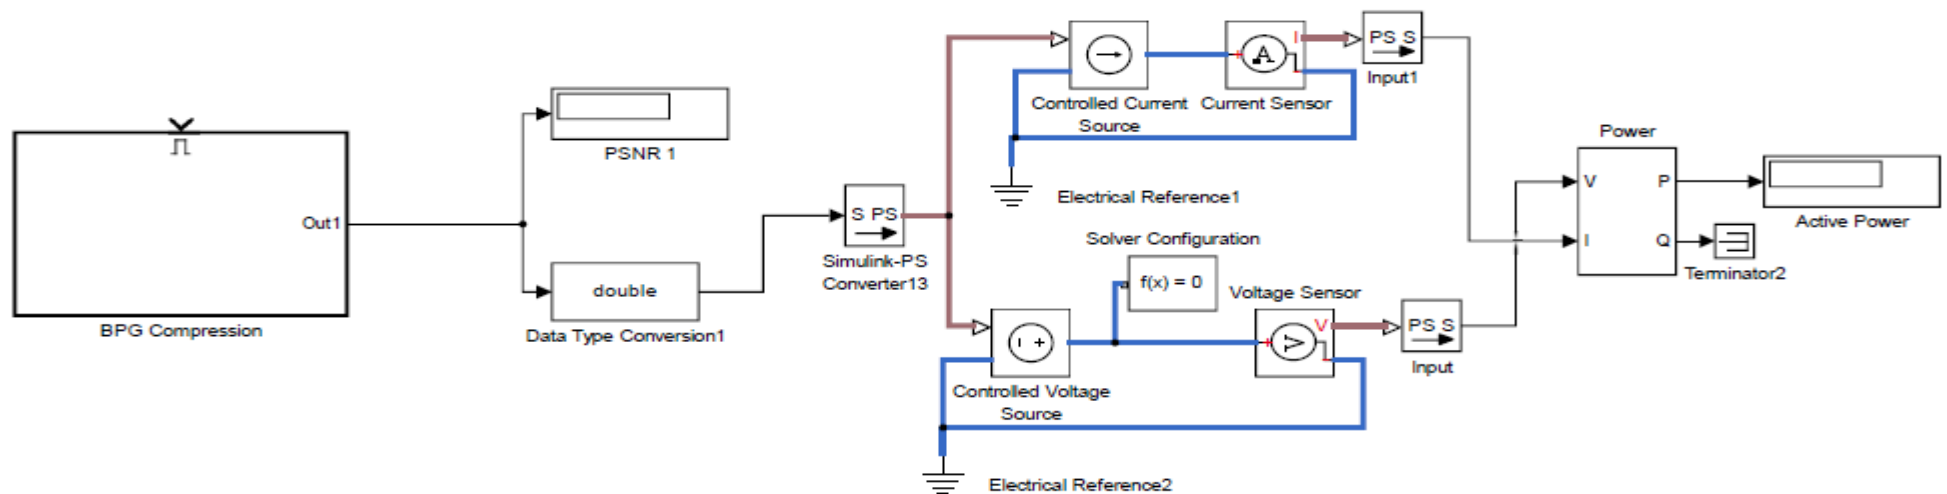 Out1
BPG Compression
PSNR 1
double
Data Type Conversion1
S PS
Simulink-PS
Converter13
Controlled Current
Source
A
I
Current Sensor
PS S
Input1
Electrical Reference1
Solver Configuration
f(x) = 0
Controlled Voltage
Source
V
V
Voltage Sensor
PS S
Input
Electrical Reference2
Power
V
I
P
Q
Active Power
Terminator2